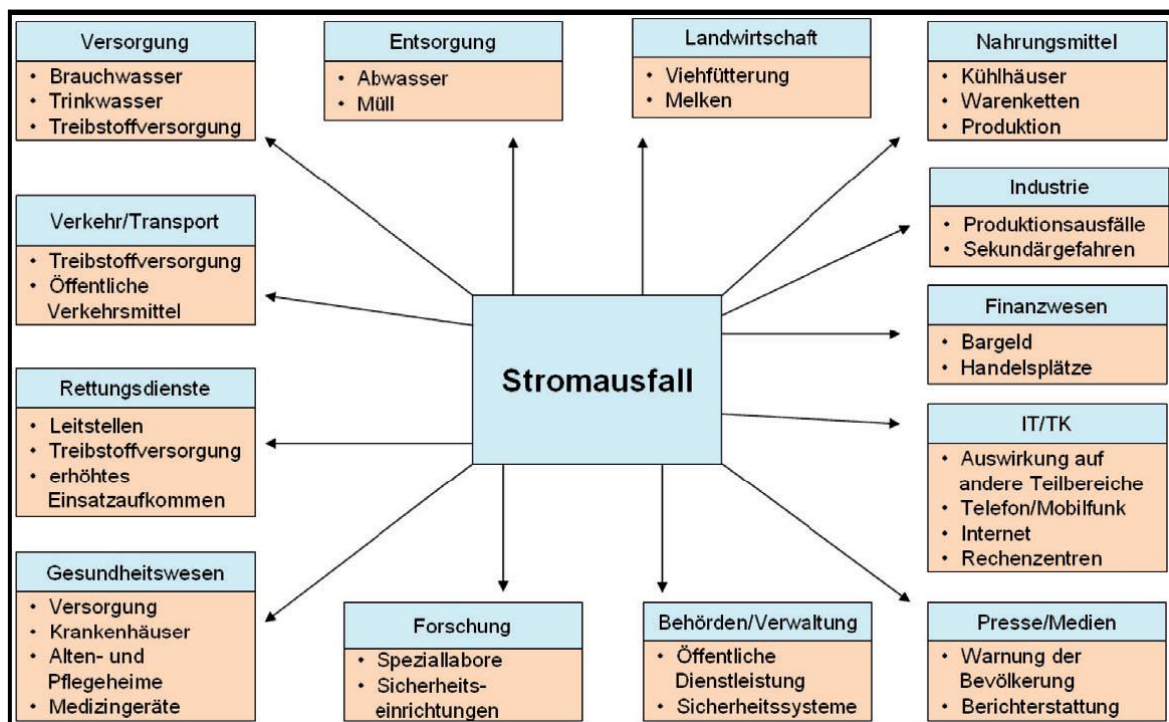 Versorgung
• Brauchwasser
• Trinkwasser
• Treibstoffversorgung
Entsorgung
• Abwasser
• Müll
Landwirtschaft
• Viehfütterung
• Melken
Nahrungsmittel
• Kühlhäuser
• Warenketten
• Produktion
Verkehr/Transport
• Treibstoffversorgung
• Öffentliche
Verkehrsmittel
Industrie
• Produktionsausfälle
• Sekundärgefahren
Stromausfall
Finanzwesen
• Bargeld
• Handelsplätze
Rettungsdienste
• Leitstellen
• Treibstoffversorgung
• erhöhtes
Einsatzaufkommen
IT/TK
• Auswirkung auf
andere Teilbereiche
• Telefon/Mobilfunk
• Internet
• Rechenzentren
Gesundheitswesen
• Versorgung
• Krankenhäuser
• Alten- und
Pflegeheime
• Medizingeräte
Forschung
• Speziallabore
• Sicherheits-
einrichtungen
Behörden/Verwaltung
• Öffentliche
Dienstleistung
• Sicherheitssysteme
Presse/Medien
• Warnung der
Bevölkerung
• Berichterstattung